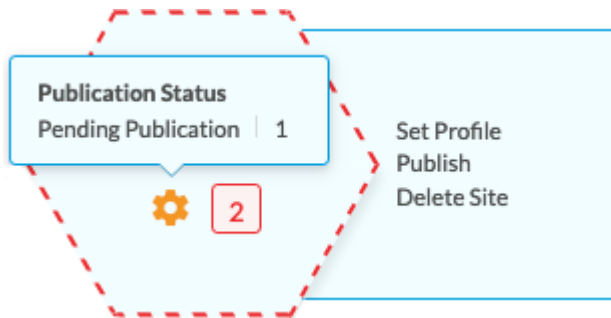 Publication Status
Pending Publication 1
2
Set Profile
Publish
Delete Site